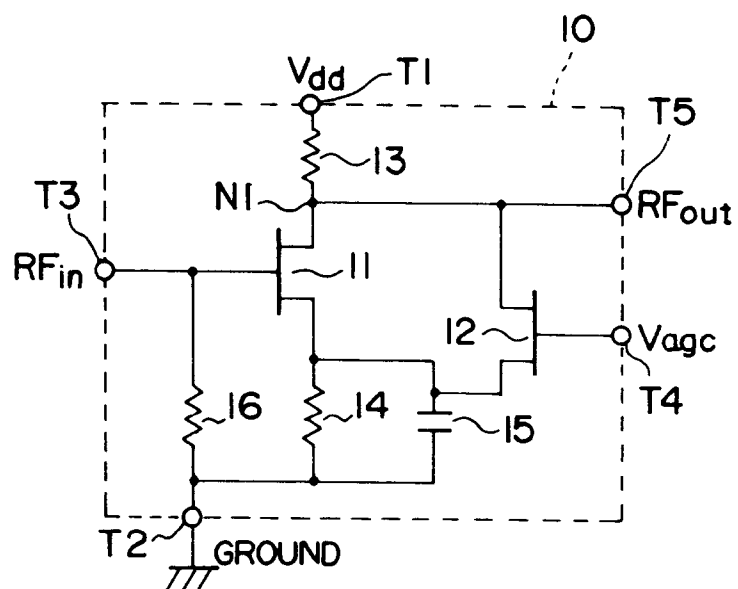 10
Vdd T1
T5
13
T3
N1
RFout
RFin
11
12
Vagc
16
14
15
T4
T2
GROUND